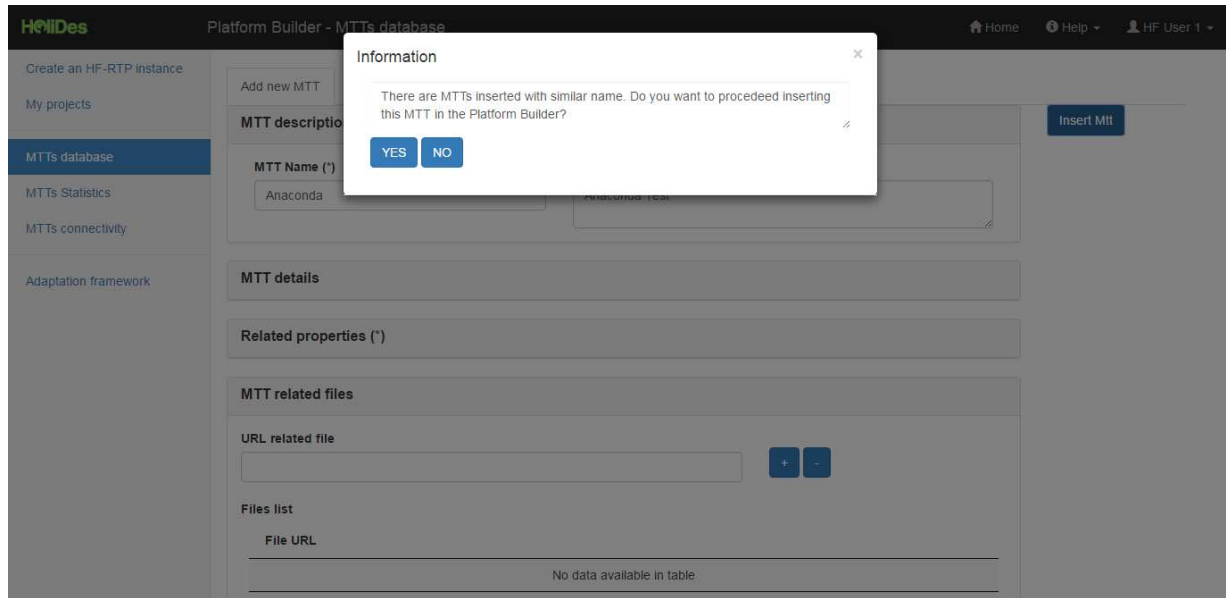 HoliDes
Platform Builder - MTTs database
Home
Help
HF User 1
Create an HF-RTP instance
My projects
MTTs database
MTTs Statistics
MTTs connectivity
Adaptation framework
Information
×
There are MTTs inserted with similar name. Do you want to procedeed inserting
this MTT in the Platform Builder?
YES
NO
Add new MTT
MTT descriptio
Insert Mtt
MTT Name (*)
Anaconda
Anaconda Test
MTT details
Related properties (*)
MTT related files
URL related file
+
-
Files list
File URL
No data available in table